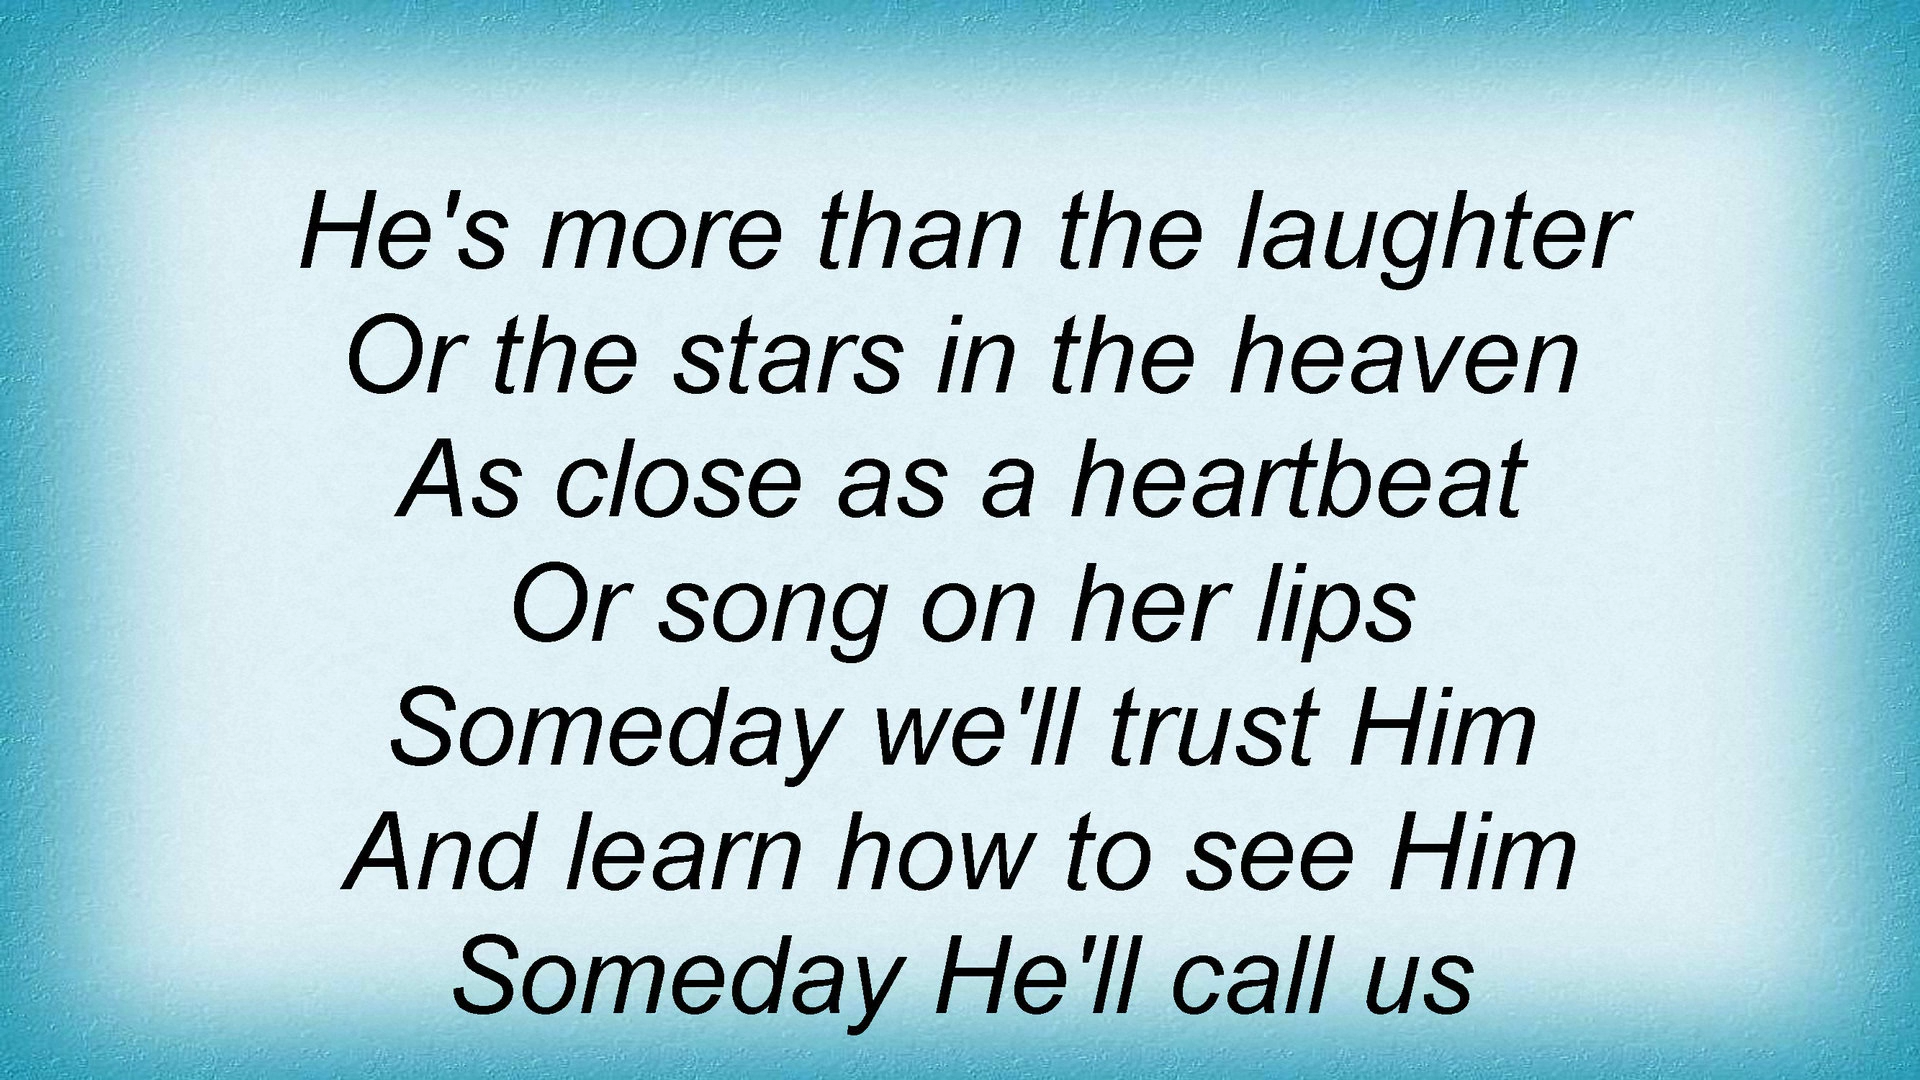 He's more than the laughter
Or the stars in the heaven
As close as a heartbeat
Or song on her lips
Someday we'll trust Him
And learn how to see Him
Someday He'll call us